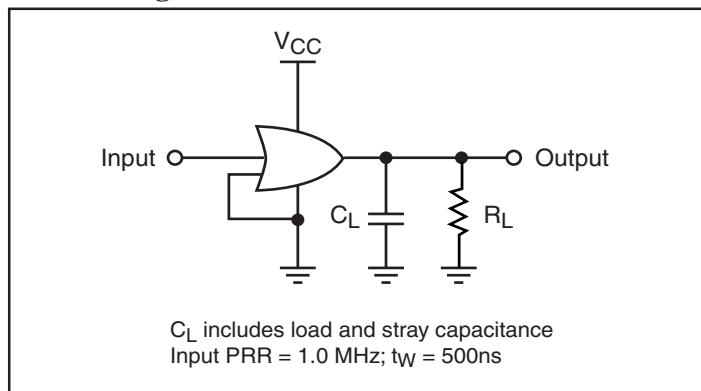 VCC
Input
Output
CL
RL
CL includes load and stray capacitance
Input PRR = 1.0 MHz; tW = 500ns